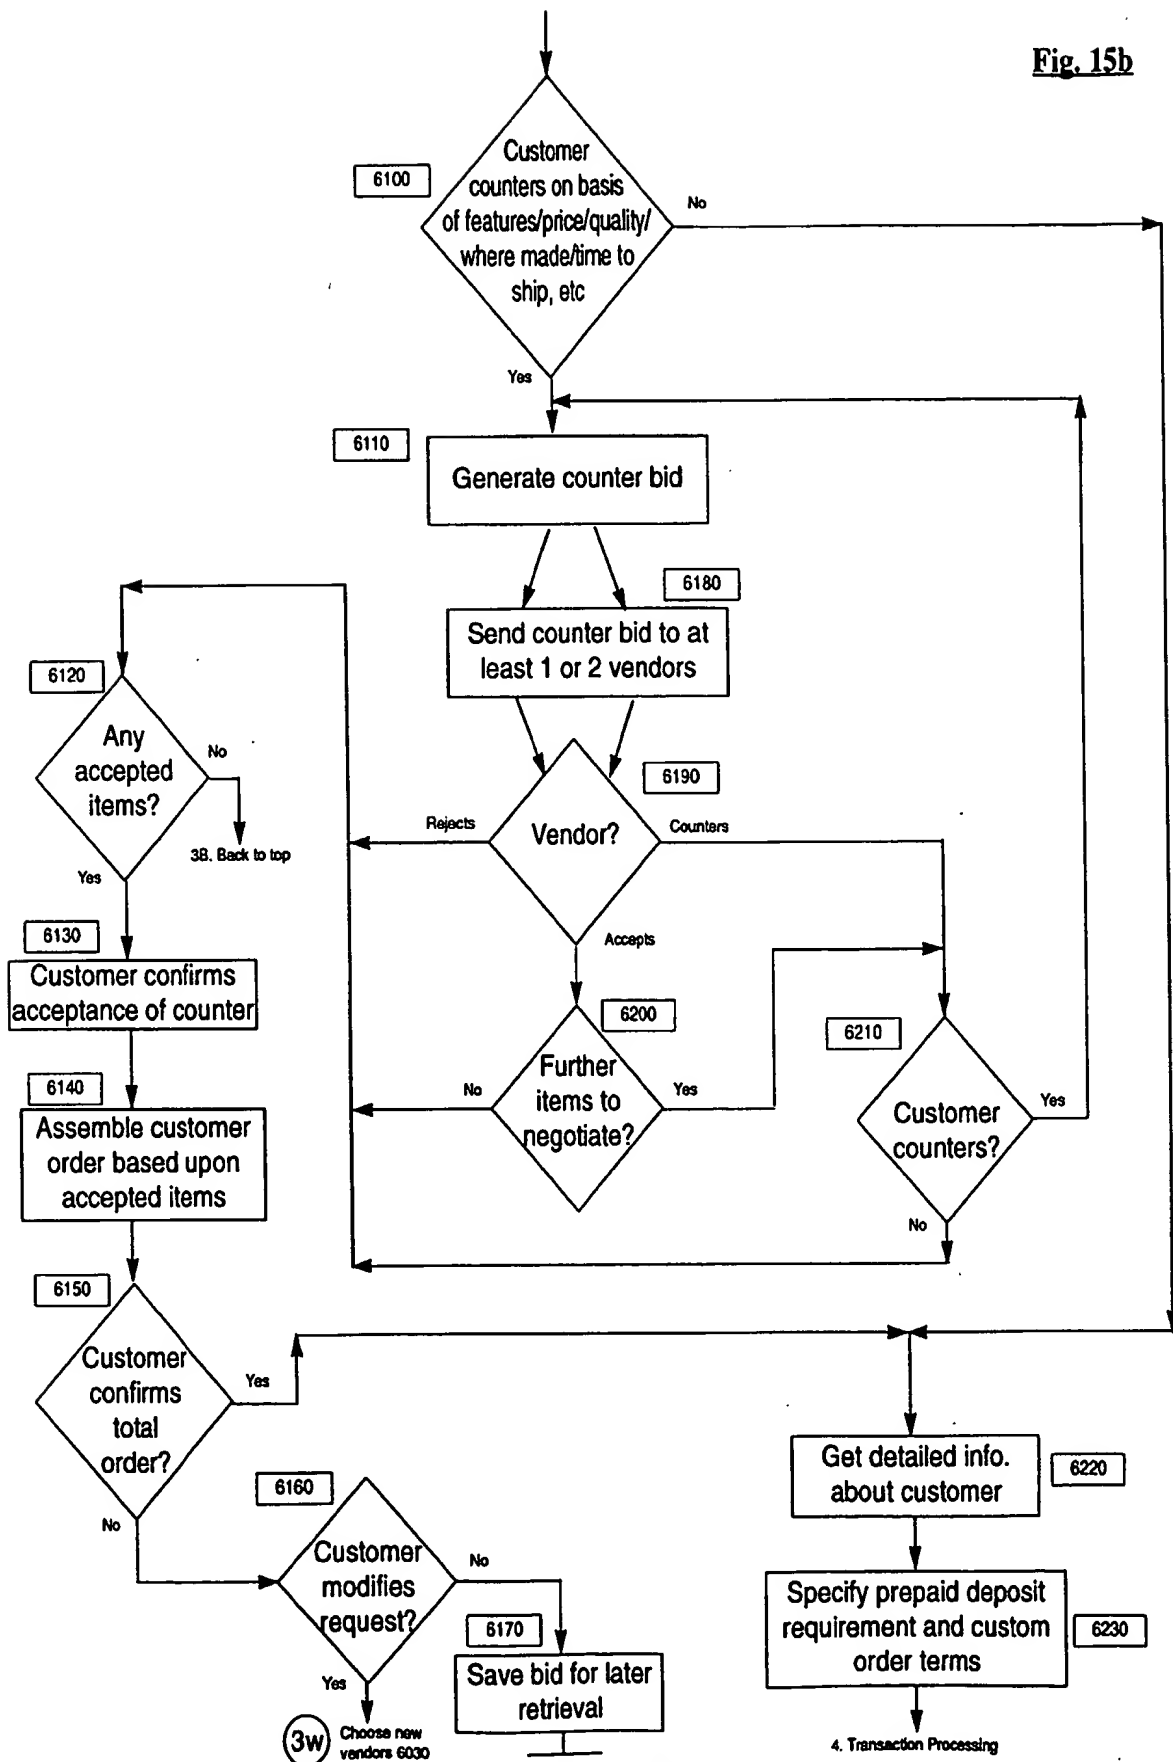 Fig. 15b
6100
Customer
counters on basis
of features/price/quality/
where made/time to
ship, etc
No
Yes
6110
Generate counter bid
6180
Send counter bid to at
least 1 or 2 vendors
6120
Any
accepted
items?
No
3B. Back to top
Yes
6190
Rejects
Vendor?
Counters
Accepts
6130
Customer confirms
acceptance of counter
6200
Further
items to
negotiate?
No
Yes
6210
Customer
counters?
Yes
No
6140
Assemble customer
order based upon
accepted items
6150
Customer
confirms
total
order?
Yes
No
6160
Customer
modifies
request?
No
Yes
6170
Save bid for later
retrieval
3w
Choose new
vendors 6030
Get detailed info.
about customer
6220
Specify prepaid deposit
requirement and custom
order terms
6230
4. Transaction Processing